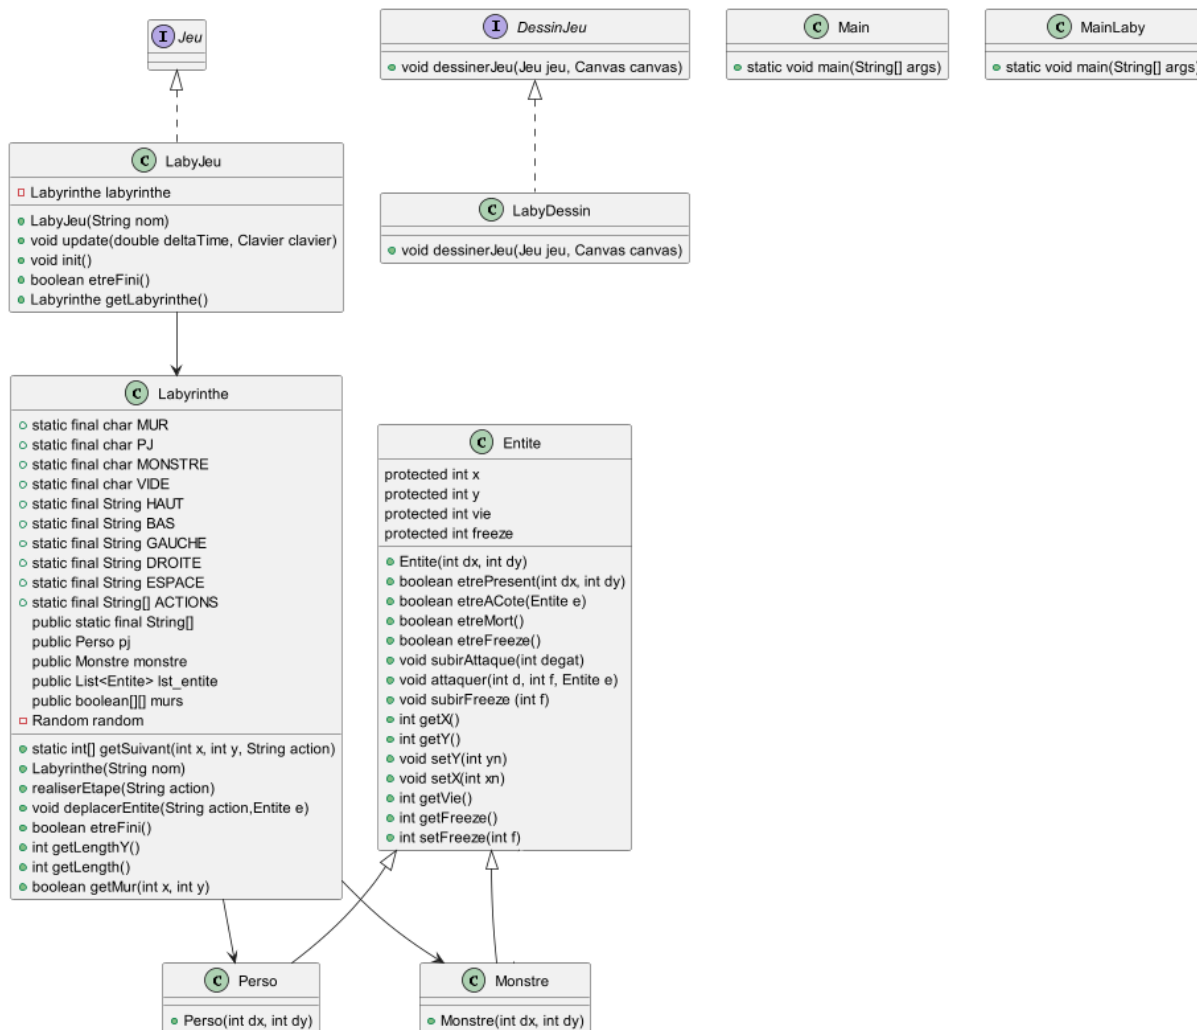 I Jeu
C LabyJeu
Labyrinthe labyrinthe
LabyJeu(String nom)
void update(double deltaTime, Clavier clavier)
void init()
boolean etreFini()
Labyrinthe getLabyrinthe()
I DessinJeu
void dessinerJeu(Jeu jeu, Canvas canvas)
C LabyDessin
void dessinerJeu(Jeu jeu, Canvas canvas)
C Main
static void main(String[] args)
C MainLaby
static void main(String[] args)
C Labyrinthe
static final char MUR
static final char PJ
static final char MONSTRE
static final char VIDE
static final String HAUT
static final String BAS
static final String GAUCHE
static final String DROITE
static final String ESPACE
static final String[] ACTIONS
public static final String[]
public Perso pj
public Monstre monstre
public List<Entite> lst_entite
public boolean[][] murs
Random random
static int[] getSuivant(int x, int y, String action)
Labyrinthe(String nom)
realiserEtape(String action)
void deplacerEntite(String action,Entite e)
boolean etreFini()
int getLengthY()
int getLength()
boolean getMur(int x, int y)
C Entite
protected int x
protected int y
protected int vie
protected int freeze
Entite(int dx, int dy)
boolean etrePresent(int dx, int dy)
boolean etreACote(Entite e)
boolean etreMort()
boolean etreFreeze()
void subirAttaque(int degat)
void attaquer(int d, int f, Entite e)
void subirFreeze (int f)
int getX()
int getY()
void setY(int yn)
void setX(int xn)
int getVie()
int getFreeze()
int setFreeze(int f)
C Perso
Perso(int dx, int dy)
C Monstre
Monstre(int dx, int dy)